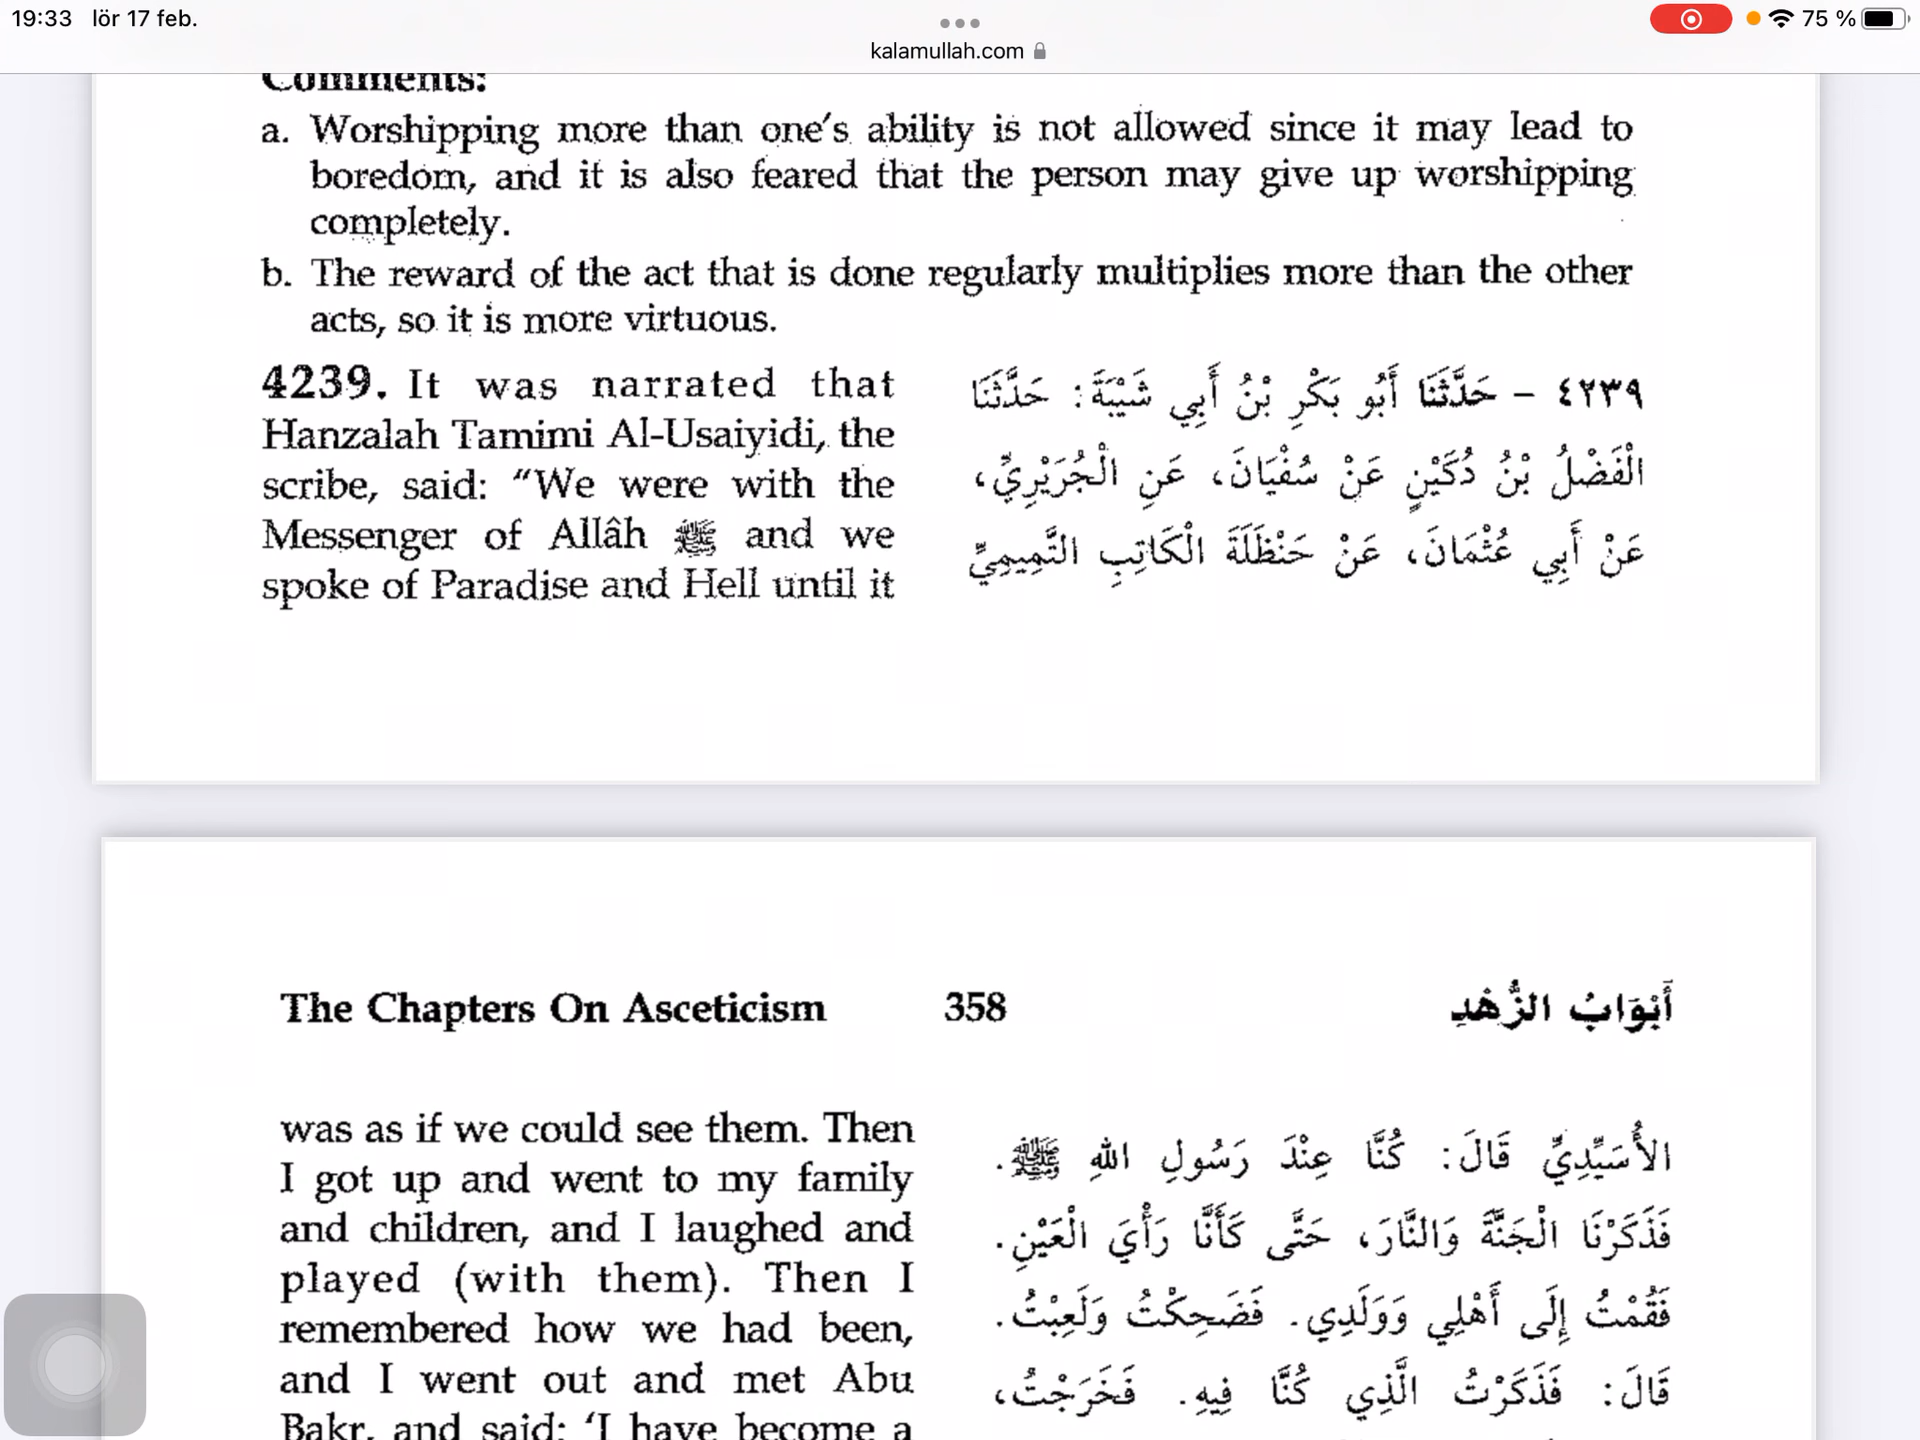 19:33 lör 17 feb.
75 %
kalamullah.com
Comments:
a. Worshipping more than one's ability is not allowed since it may lead to
boredom, and it is also feared that the person may give up worshipping
completely.
b. The reward of the act that is done regularly multiplies more than the other
acts, so it is more virtuous.
4239. It was narrated that
Hanzalah Tamimi Al-Usaiyidi, the
scribe, said: “We were with the
Messenger of Allâh ﷺ and we
spoke of Paradise and Hell until it
٤٢٣٩ – حَدَّثَنَا أَبُو بَكْرِ بْنُ أَبِي شَيْبَةَ: حَدَّثَنَا
الْفَضْلُ بْنُ دُكَيْنٍ عَنْ سُفْيَانَ، عَنِ الْجُرَيْرِيِّ،
عَنْ أَبِي عُثْمَانَ، عَنْ حَنْظَلَةَ الْكَاتِبِ التَّمِيمِيِّ
The Chapters On Asceticism 358 أَبْوَابُ الزُّهْدِ
was as if we could see them. Then
I got up and went to my family
and children, and I laughed and
played (with them). Then I
remembered how we had been,
and I went out and met Abu
Bakr, and said: ‘I have become a
الأُسَيِّدِيِّ قَالَ: كُنَّا عِنْدَ رَسُولِ اللهِ ﷺ.
فَذَكَرْنَا الْجَنَّةَ وَالنَّارَ، حَتَّى كَأَنَّا رَأْيَ الْعَيْنِ.
فَقُمْتُ إِلَى أَهْلِي وَوَلَدِي. فَضَحِكْتُ وَلَعِبْتُ.
قَالَ: فَذَكَرْتُ الَّذِي كُنَّا فِيهِ. فَخَرَجْتُ،